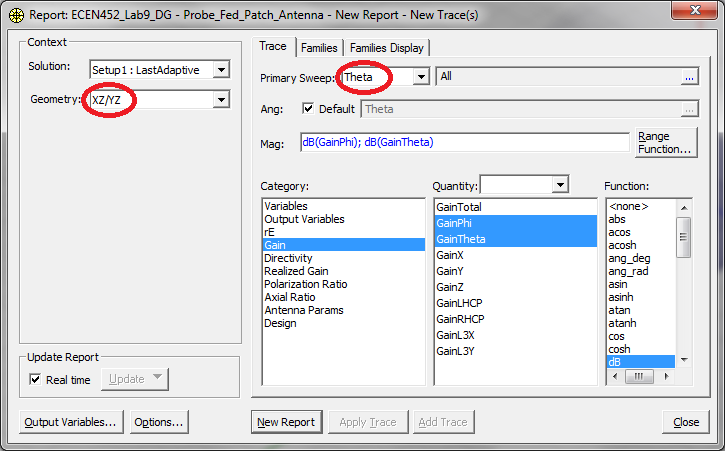 Report: ECEN452_Lab9_DG - Probe_Fed_Patch_Antenna - New Report - New Trace(s)
Context
Solution:
Setup1 : LastAdaptive
Geometry:
XZ/YZ
Update Report
Real time
Update
Output Variables...
Options...
Trace
Families
Families Display
Primary Sweep:
Theta
All
...
Ang:
Default
Theta
...
Mag:
dB(GainPhi); dB(GainTheta)
Range
Function...
Category:
Variables
Output Variables
rE
Gain
Directivity
Realized Gain
Polarization Ratio
Axial Ratio
Antenna Params
Design
Quantity:
GainTotal
GainPhi
GainTheta
GainX
GainY
GainZ
GainLHCP
GainRHCP
GainL3X
GainL3Y
Function:
<none>
abs
acos
acosh
ang_deg
ang_rad
asin
asinh
atan
atanh
cos
cosh
dB
New Report
Apply Trace
Add Trace
Close